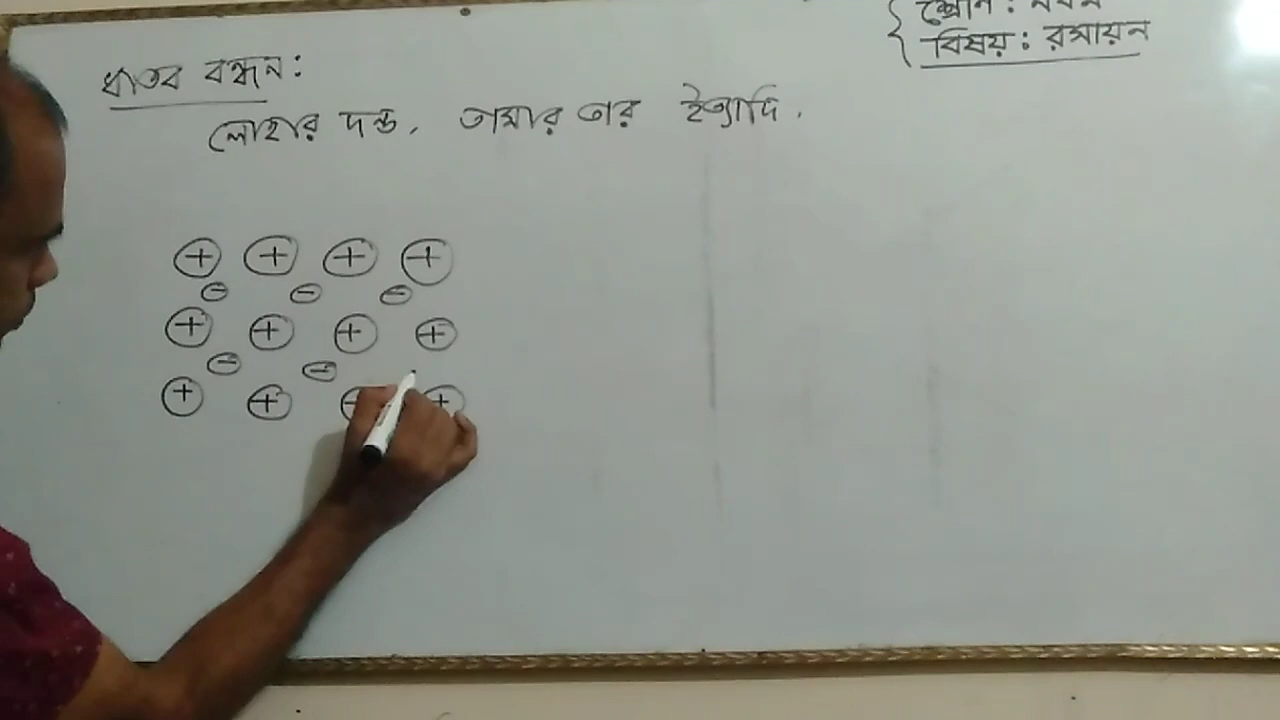 শ্রেণি : নবম
বিষয় : রসায়ন
ধাতব বন্ধন :
লোহার দন্ড, তামার তার ইত্যাদি.
+ + + +
- - -
+ + + +
- -
+ + + +